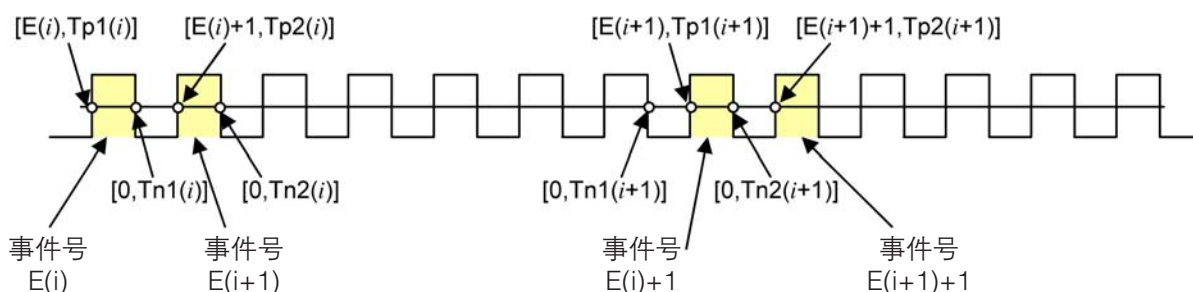 [E(i),Tp1(i)]
[E(i)+1,Tp2(i)]
[E(i+1),Tp1(i+1)]
[E(i+1)+1,Tp2(i+1)]
[0,Tn1(i)]
[0,Tn2(i)]
[0,Tn1(i+1)]
[0,Tn2(i+1)]
事件号
E(i)
事件号
E(i+1)
事件号
E(i)+1
事件号
E(i+1)+1